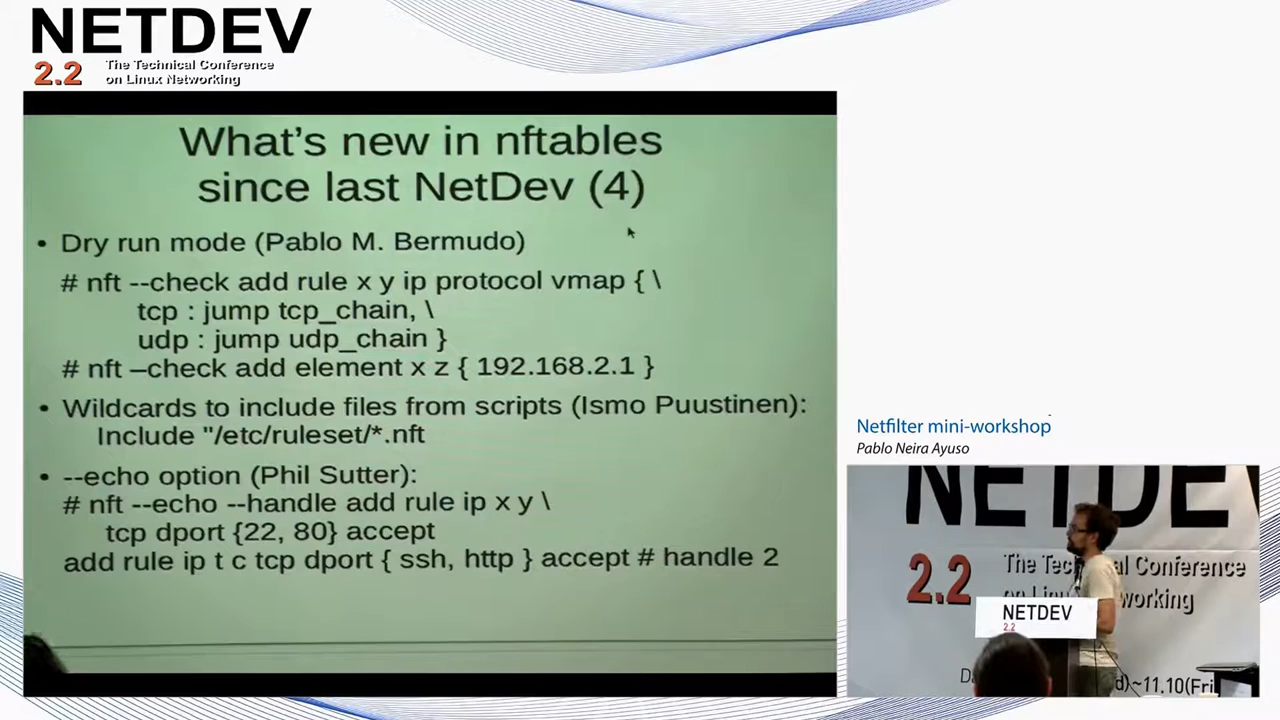 NETDEV
2.2
The Technical Conference
on Linux Networking
What's new in nftables
since last NetDev (4)
• Dry run mode (Pablo M. Bermudo)
# nft --check add rule x y ip protocol vmap { \
tcp : jump tcp_chain, \
udp : jump udp_chain }
# nft –check add element x z { 192.168.2.1 }
• Wildcards to include files from scripts (Ismo Puustinen):
Include "/etc/ruleset/*.nft
• --echo option (Phil Sutter):
# nft --echo --handle add rule ip x y \
tcp dport {22, 80} accept
add rule ip t c tcp dport { ssh, http } accept # handle 2
Netfilter mini-workshop
Pablo Neira Ayuso
NETDEV
2.2
The Conference
on working
NETDEV
2.2
~11.10(Fri